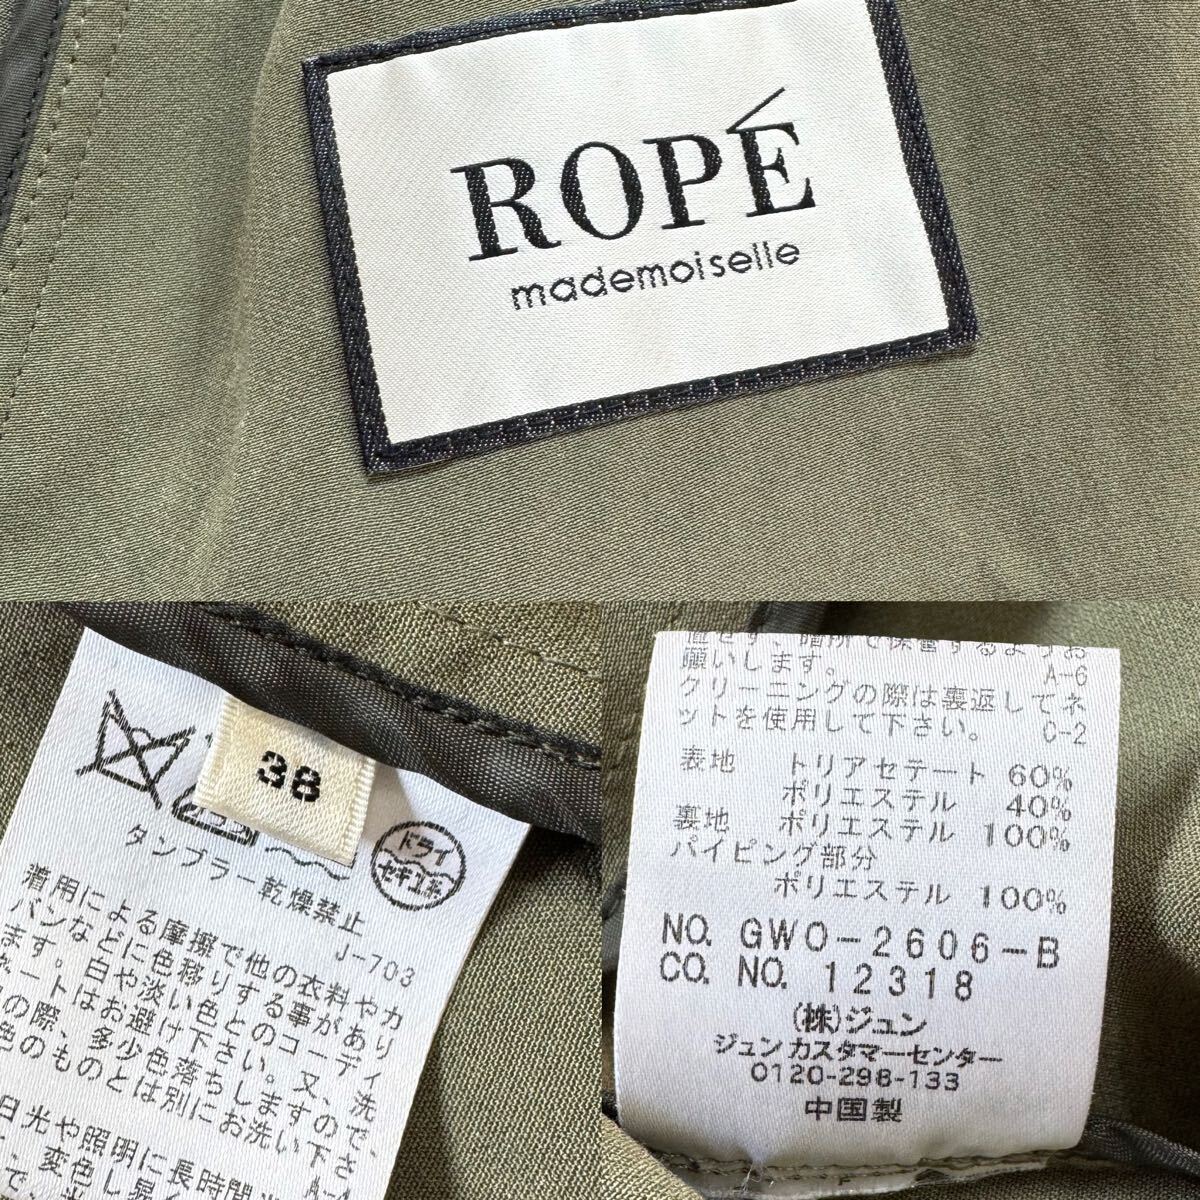 ROPÉ
mademoiselle
38
ドライ
セキユ系
タンブラー乾燥禁止
J-703
着用による摩擦で他の衣料やカ
バンなどに色移りする事があり
ます。白や淡い色とのコーディ
ネートはお避け下さい。又、洗
の際、多少色落ちしますので、
色のものとは別にお洗い下さ
日光や照明に長時間
、変色し
A-4
願いします。
A-6
クリーニングの際は裏返してネ
ットを使用して下さい。 C-2
表地 トリアセテート 60%
ポリエステル 40%
裏地 ポリエステル 100%
パイピング部分
ポリエステル 100%
NO. GWO-2606-B
CO. NO. 12318
(株)ジュン
ジュンカスタマーセンター
0120-298-133
中国製